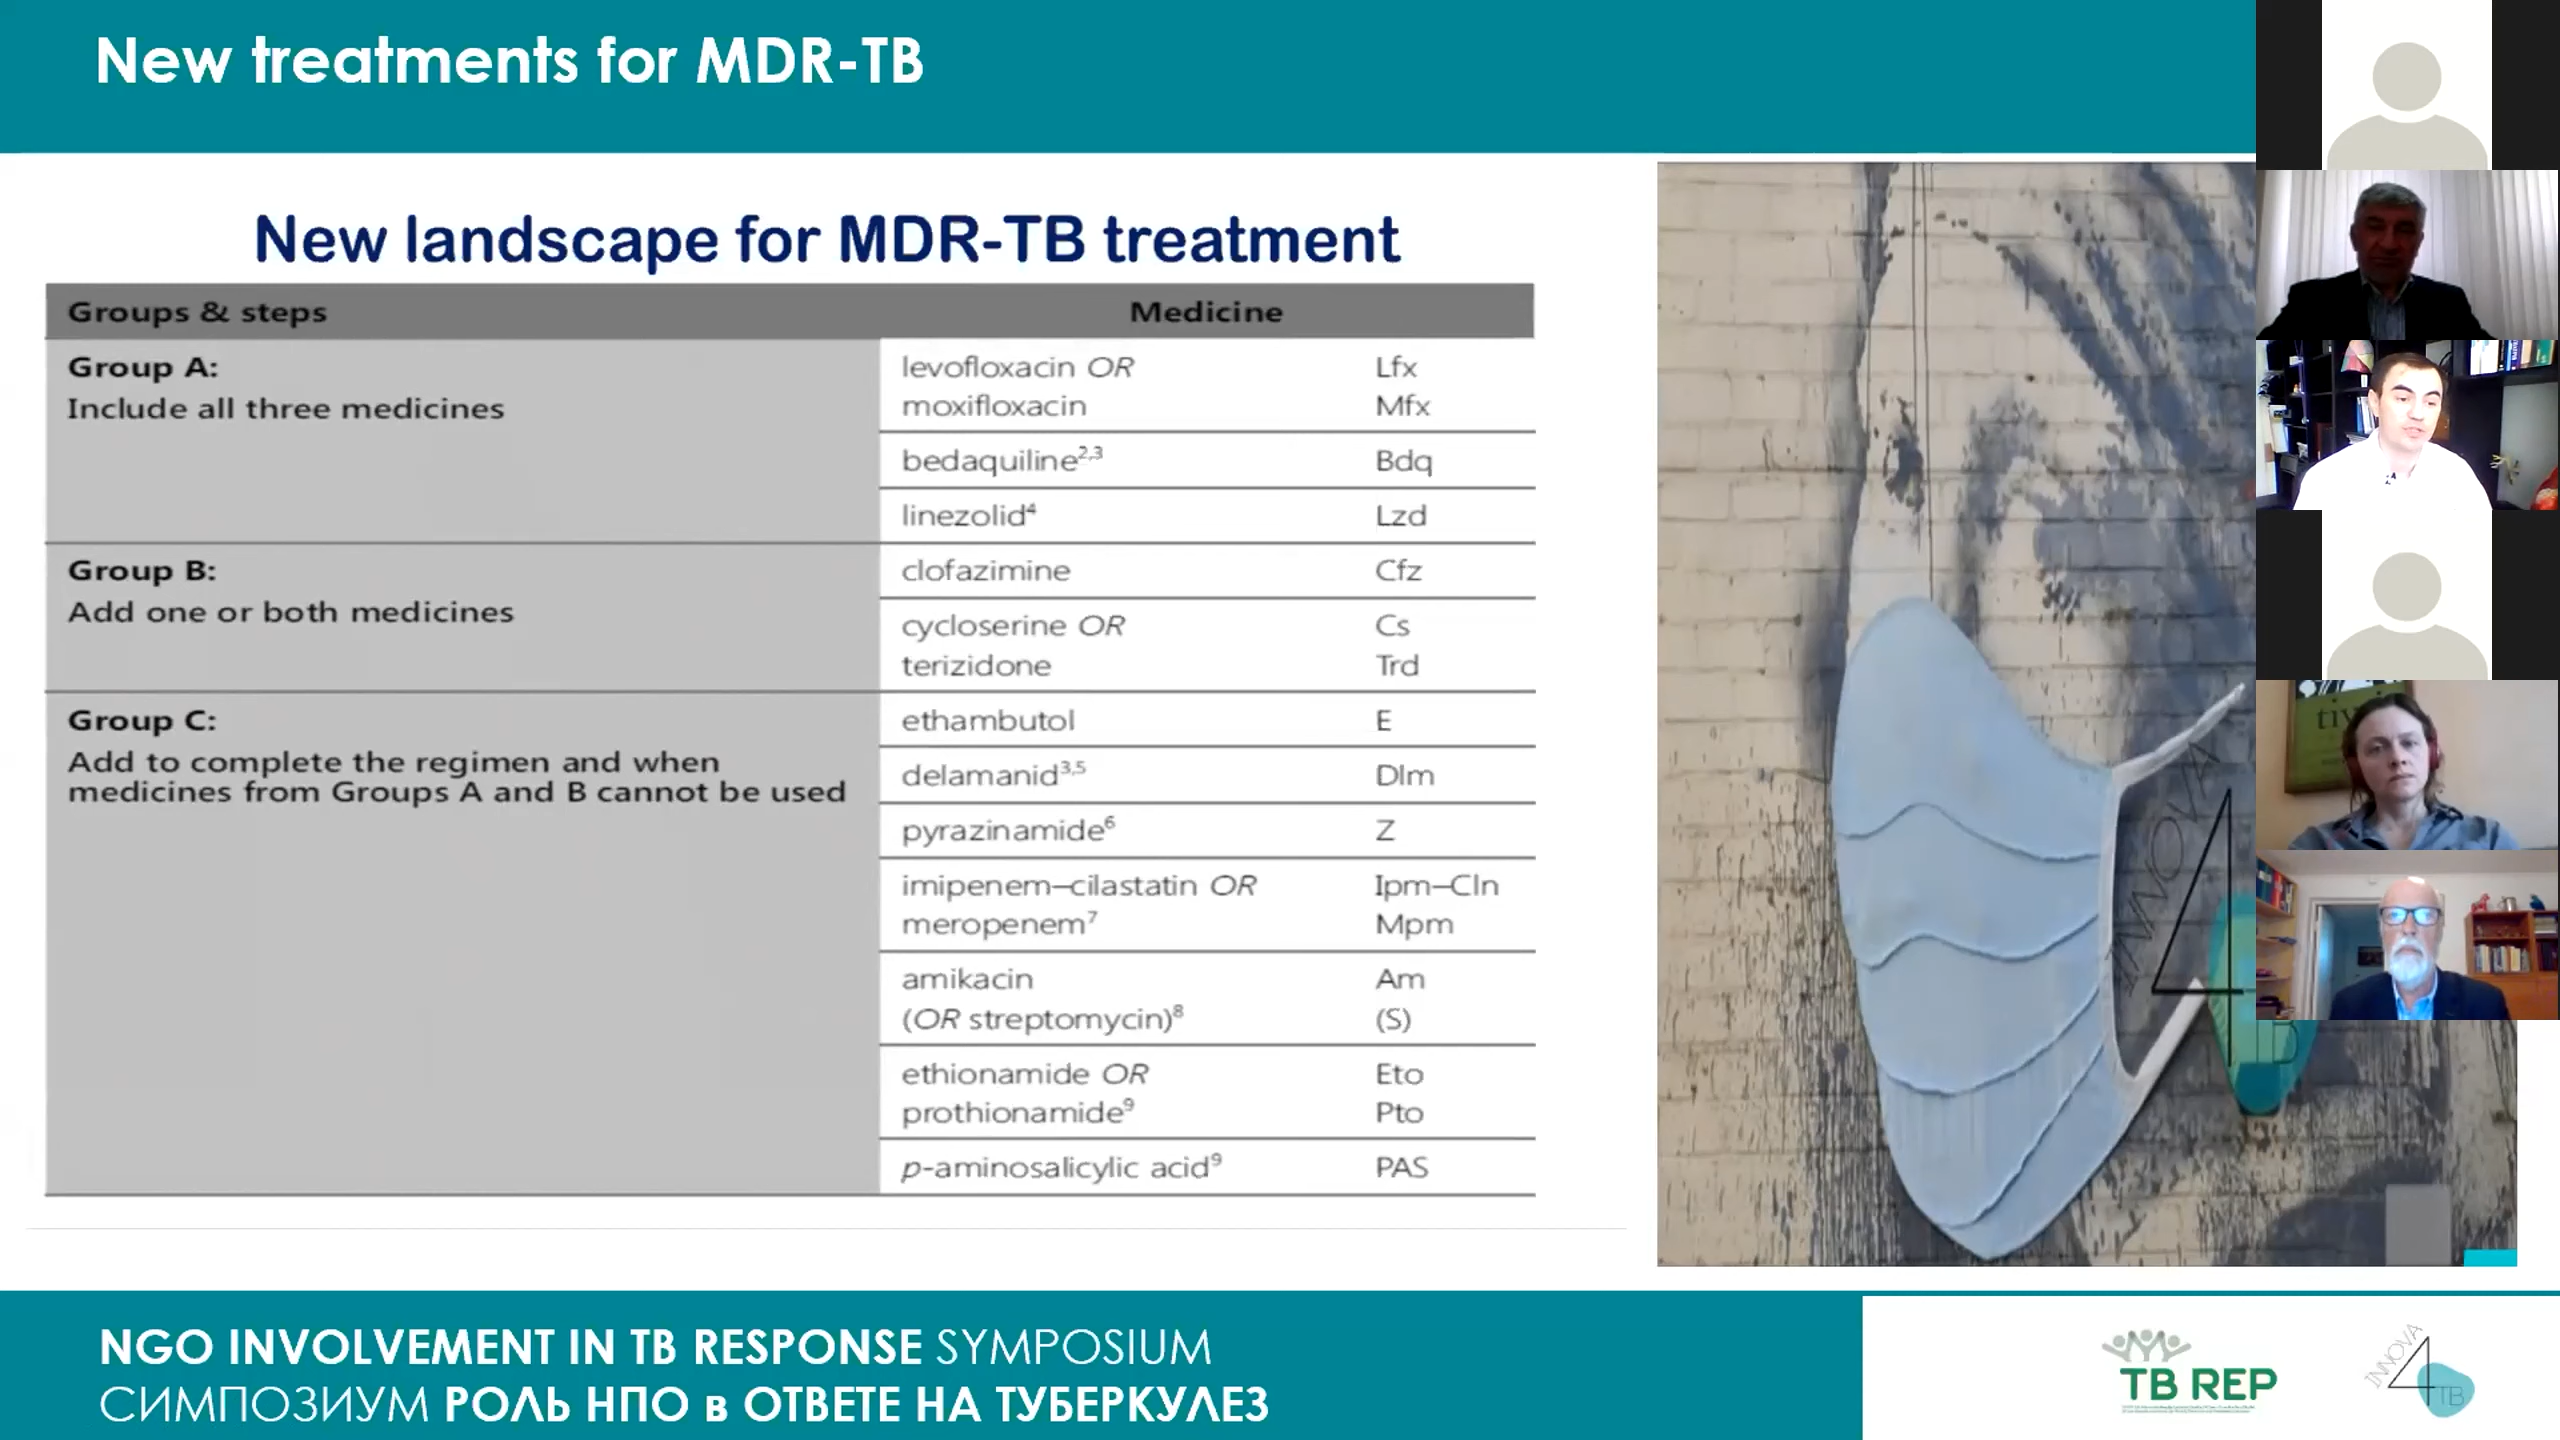 New treatments for MDR-TB
New landscape for MDR-TB treatment
Groups & steps
Medicine
Group A:
Include all three medicines
levofloxacin OR
Lfx
moxifloxacin
Mfx
bedaquiline2,3
Bdq
linezolid4
Lzd
Group B:
Add one or both medicines
clofazimine
Cfz
cycloserine OR
Cs
terizidone
Trd
Group C:
Add to complete the regimen and when
medicines from Groups A and B cannot be used
ethambutol
E
delamanid3,5
Dlm
pyrazinamide6
Z
imipenem–cilastatin OR
Ipm–Cln
meropenem7
Mpm
amikacin
Am
(OR streptomycin)8
(S)
ethionamide OR
Eto
prothionamide9
Pto
p-aminosalicylic acid9
PAS
INNOVA
4
NGO INVOLVEMENT IN TB RESPONSE SYMPOSIUM
СИМПОЗИУМ РОЛЬ НПО в ОТВЕТЕ НА ТУБЕРКУЛЕЗ
TB REP
INNOVA
4
TB